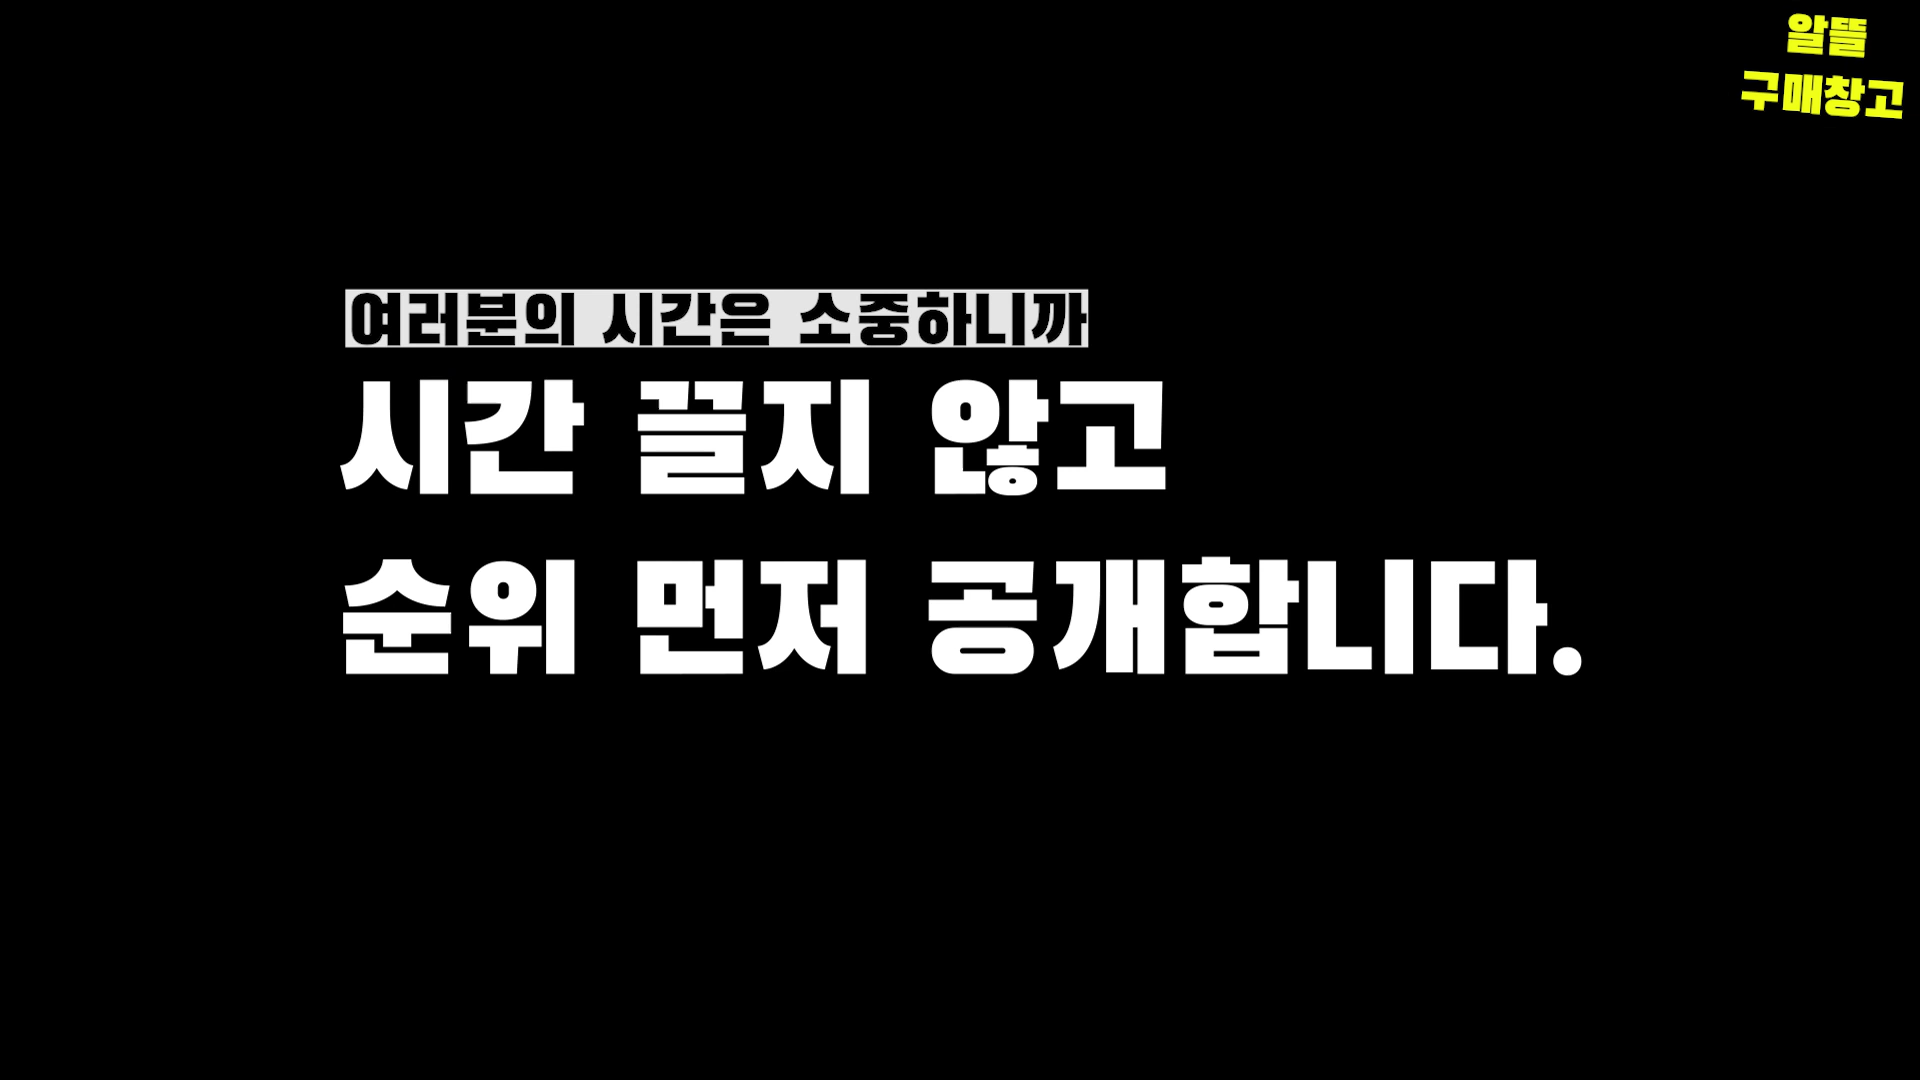 알뜰
구매창고
여러분의 시간은 소중하니까
시간 끌지 않고
순위 먼저 공개합니다.